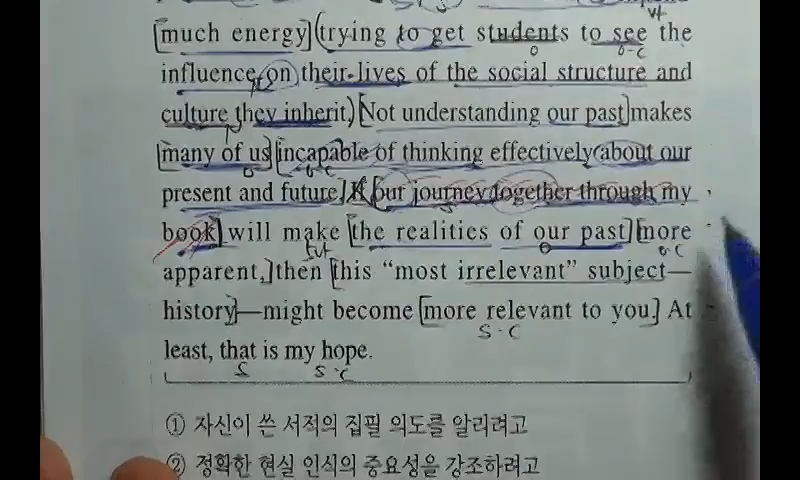 much energy (trying to get students to see the
influence on their lives of the social structure and
culture they inherit) Not understanding our past makes
many of us incapable of thinking effectively about our
present and future. If our journey together through my
book will make the realities of our past more
apparent, then this “most irrelevant” subject—
history—might become more relevant to you. At
least, that is my hope.
① 자신이 쓴 서적의 집필 의도를 알리려고
② 정확한 현실 인식의 중요성을 강조하려고